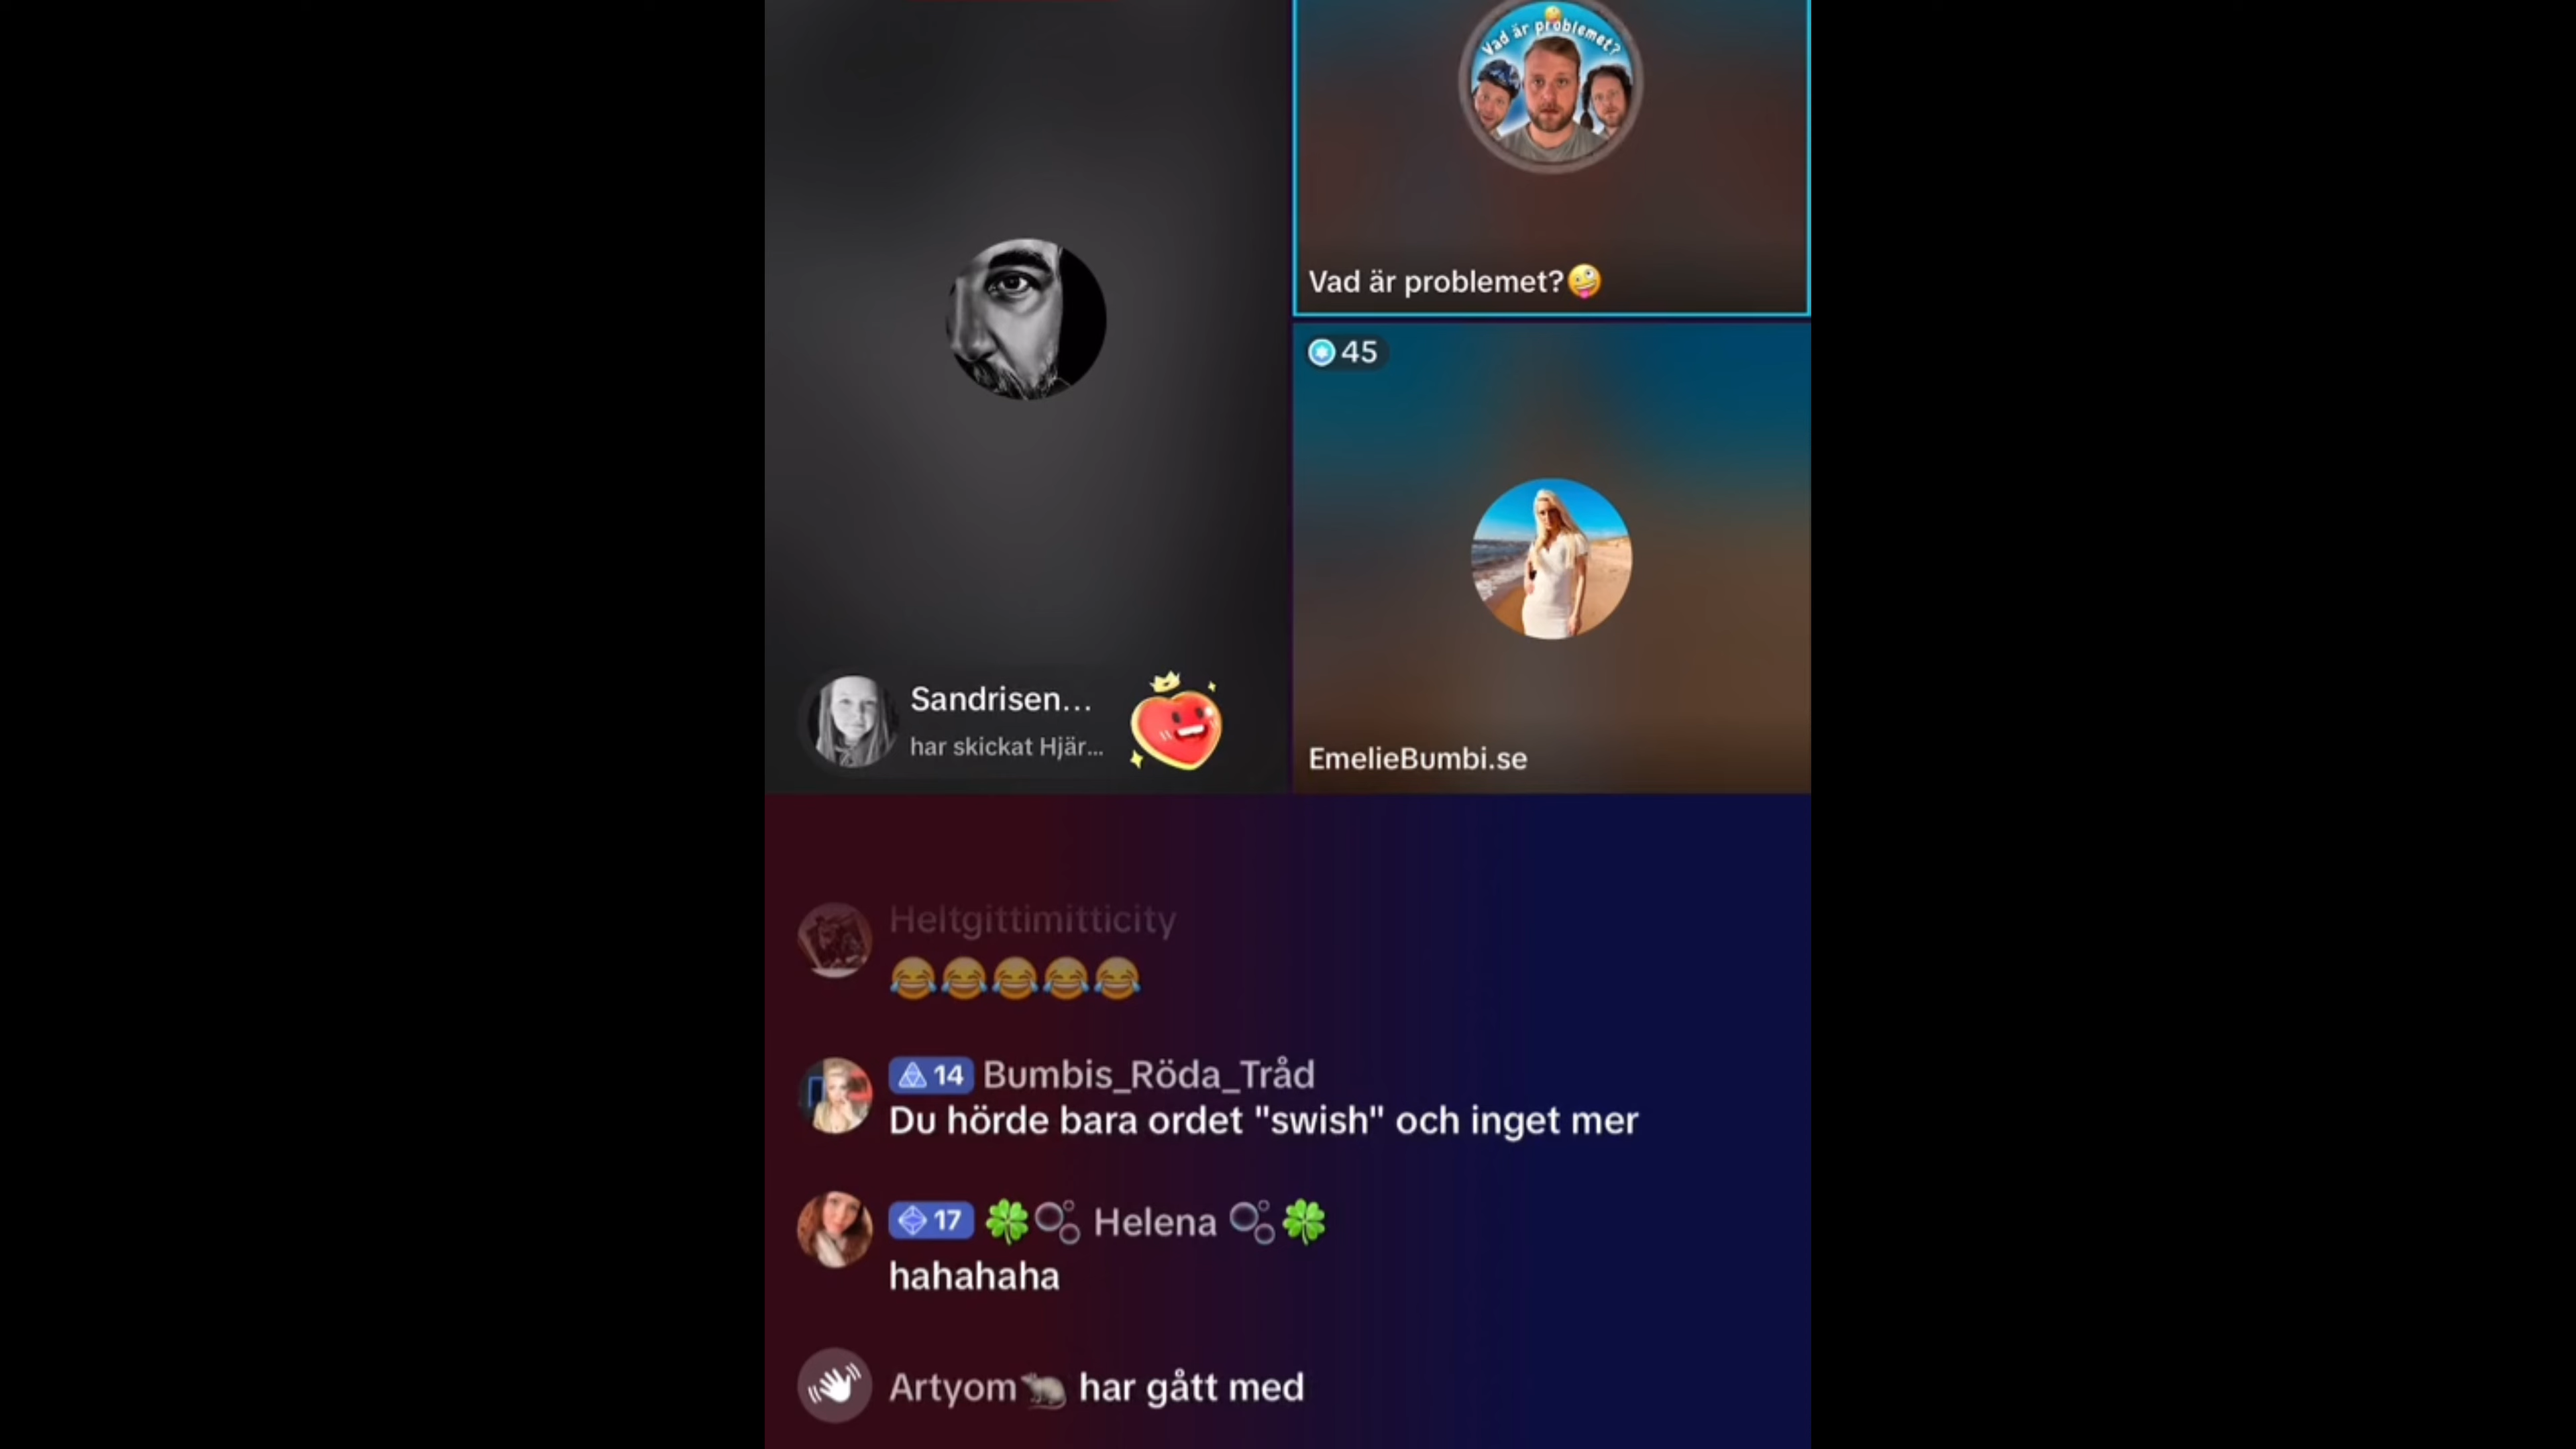 Vad är problemet?
Vad är problemet?🤪
45
EmelieBumbi.se
Sandrisen...
har skickat Hjär...
Heltgittimitticity
😂😂😂😂😂
14 Bumbis_Röda_Tråd
Du hörde bara ordet "swish" och inget mer
17 🍀🫧 Helena 🫧🍀
hahahaha
Artyom🐀 har gått med